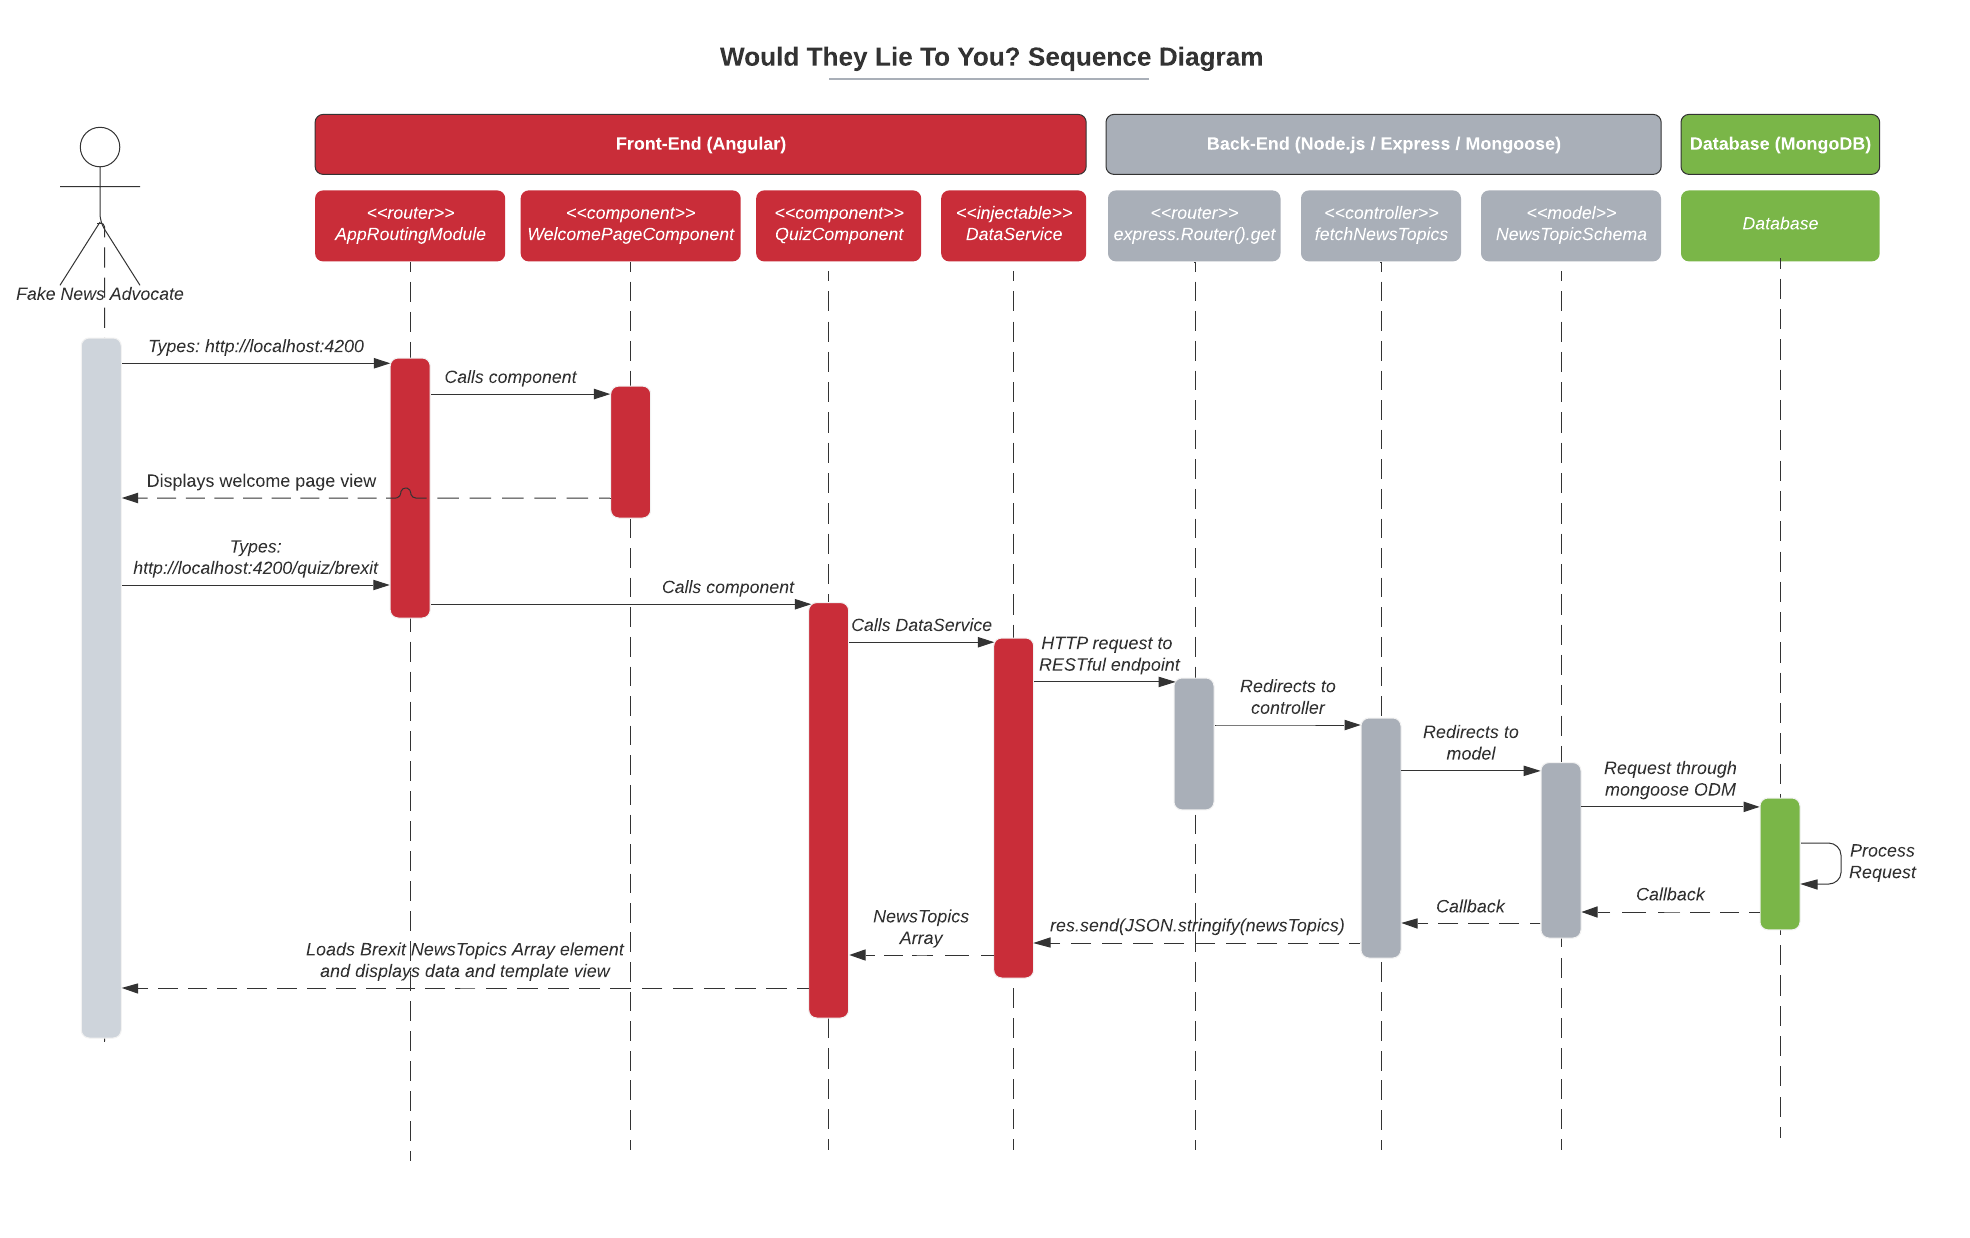 Would They Lie To You? Sequence Diagram
Front-End (Angular)
Back-End (Node.js / Express / Mongoose)
Database (MongoDB)
<<router>>
AppRoutingModule
<<component>>
WelcomePageComponent
<<component>>
QuizComponent
<<injectable>>
DataService
<<router>>
express.Router().get
<<controller>>
fetchNewsTopics
<<model>>
NewsTopicSchema
Database
Fake News Advocate
Types: http://localhost:4200
Calls component
Displays welcome page view
Types:
http://localhost:4200/quiz/brexit
Calls component
Calls DataService
HTTP request to
RESTful endpoint
Redirects to
controller
Redirects to
model
Request through
mongoose ODM
Process
Request
Callback
Callback
res.send(JSON.stringify(newsTopics)
NewsTopics
Array
Loads Brexit NewsTopics Array element
and displays data and template view